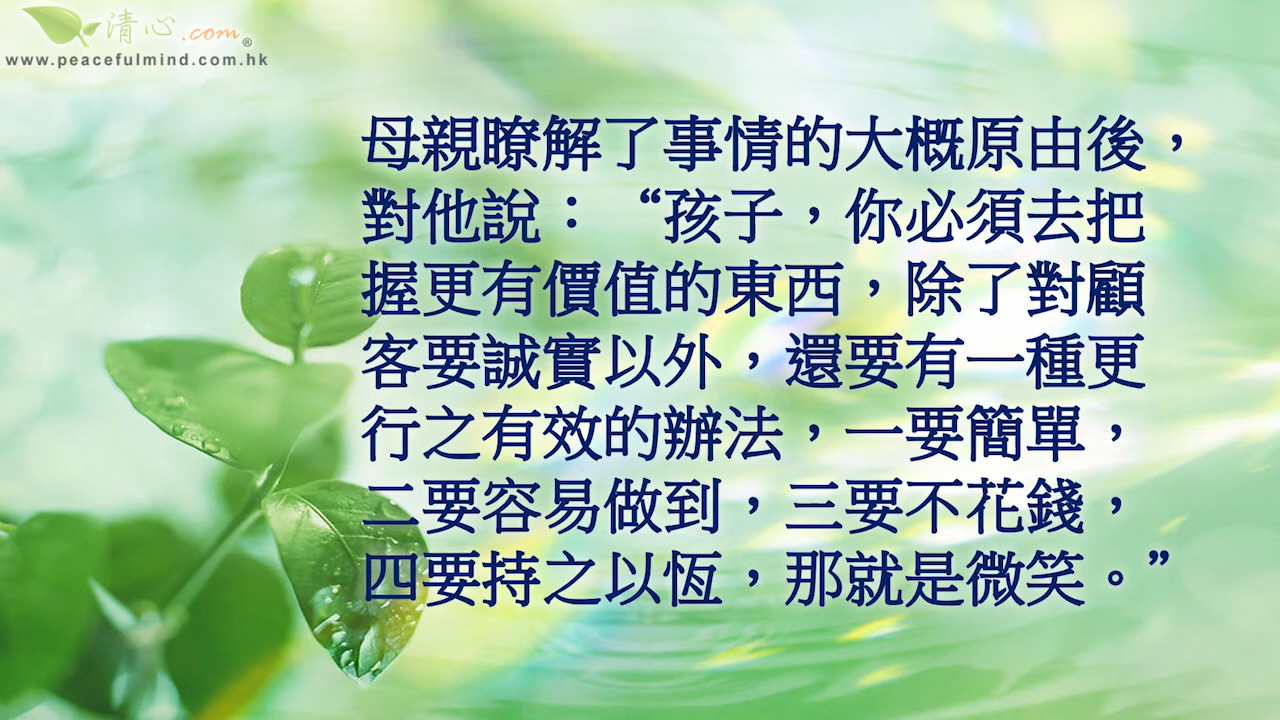 清心.com®
www.peacefulmind.com.hk
母親瞭解了事情的大概原由後，
對他說：“孩子，你必須去把
握更有價值的東西，除了對顧
客要誠實以外，還要有一種更
行之有效的辦法，一要簡單，
二要容易做到，三要不花錢，
四要持之以恆，那就是微笑。”